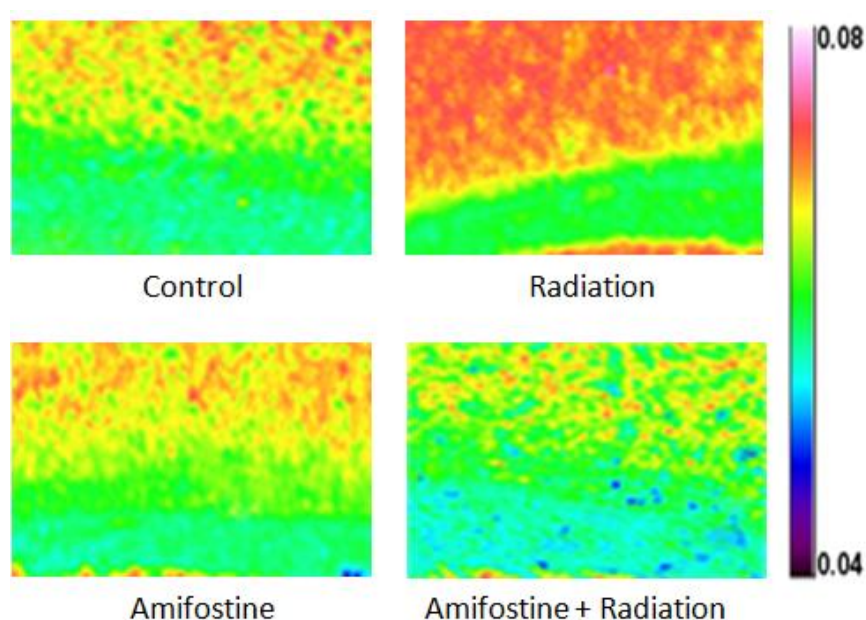 0.08
Control
Radiation
0.04
Amifostine
Amifostine + Radiation